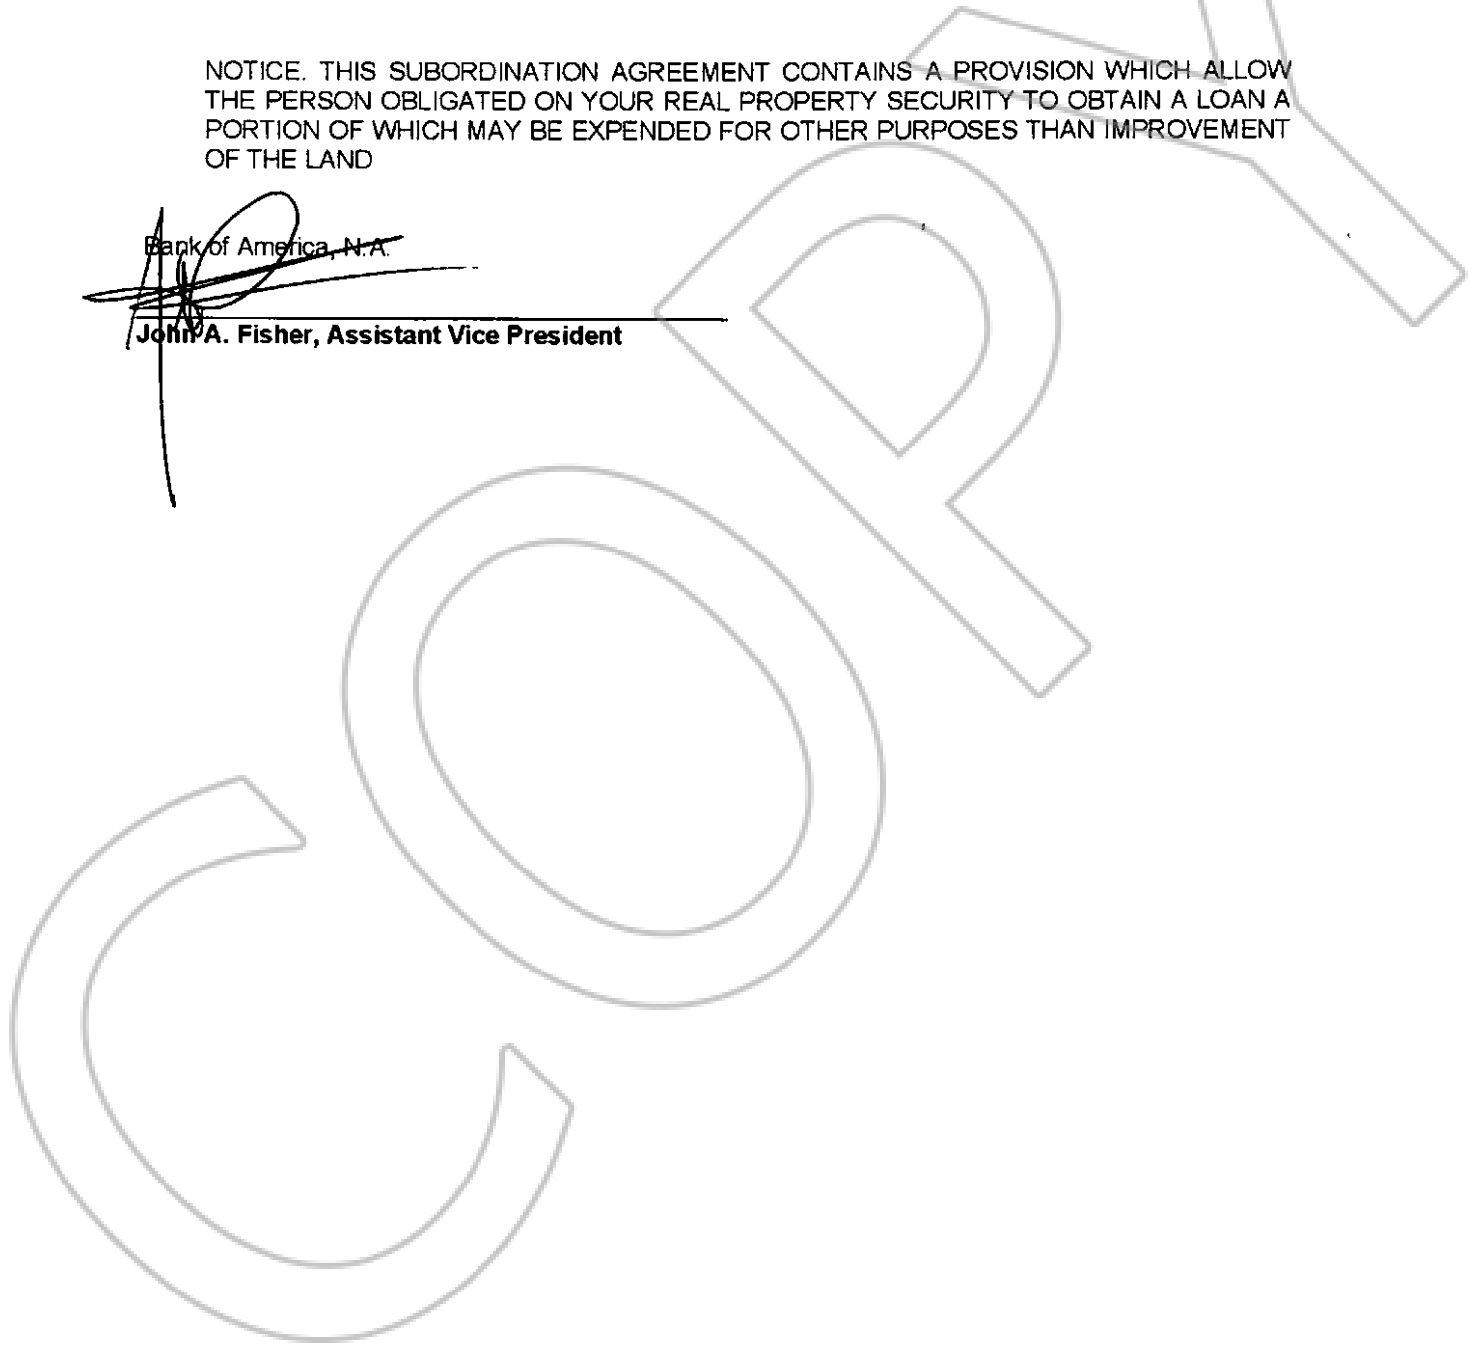 NOTICE. THIS SUBORDINATION AGREEMENT CONTAINS A PROVISION WHICH ALLOW
THE PERSON OBLIGATED ON YOUR REAL PROPERTY SECURITY TO OBTAIN A LOAN A
PORTION OF WHICH MAY BE EXPENDED FOR OTHER PURPOSES THAN IMPROVEMENT
OF THE LAND
Bank of America, N.A.
John A. Fisher, Assistant Vice President
COPY